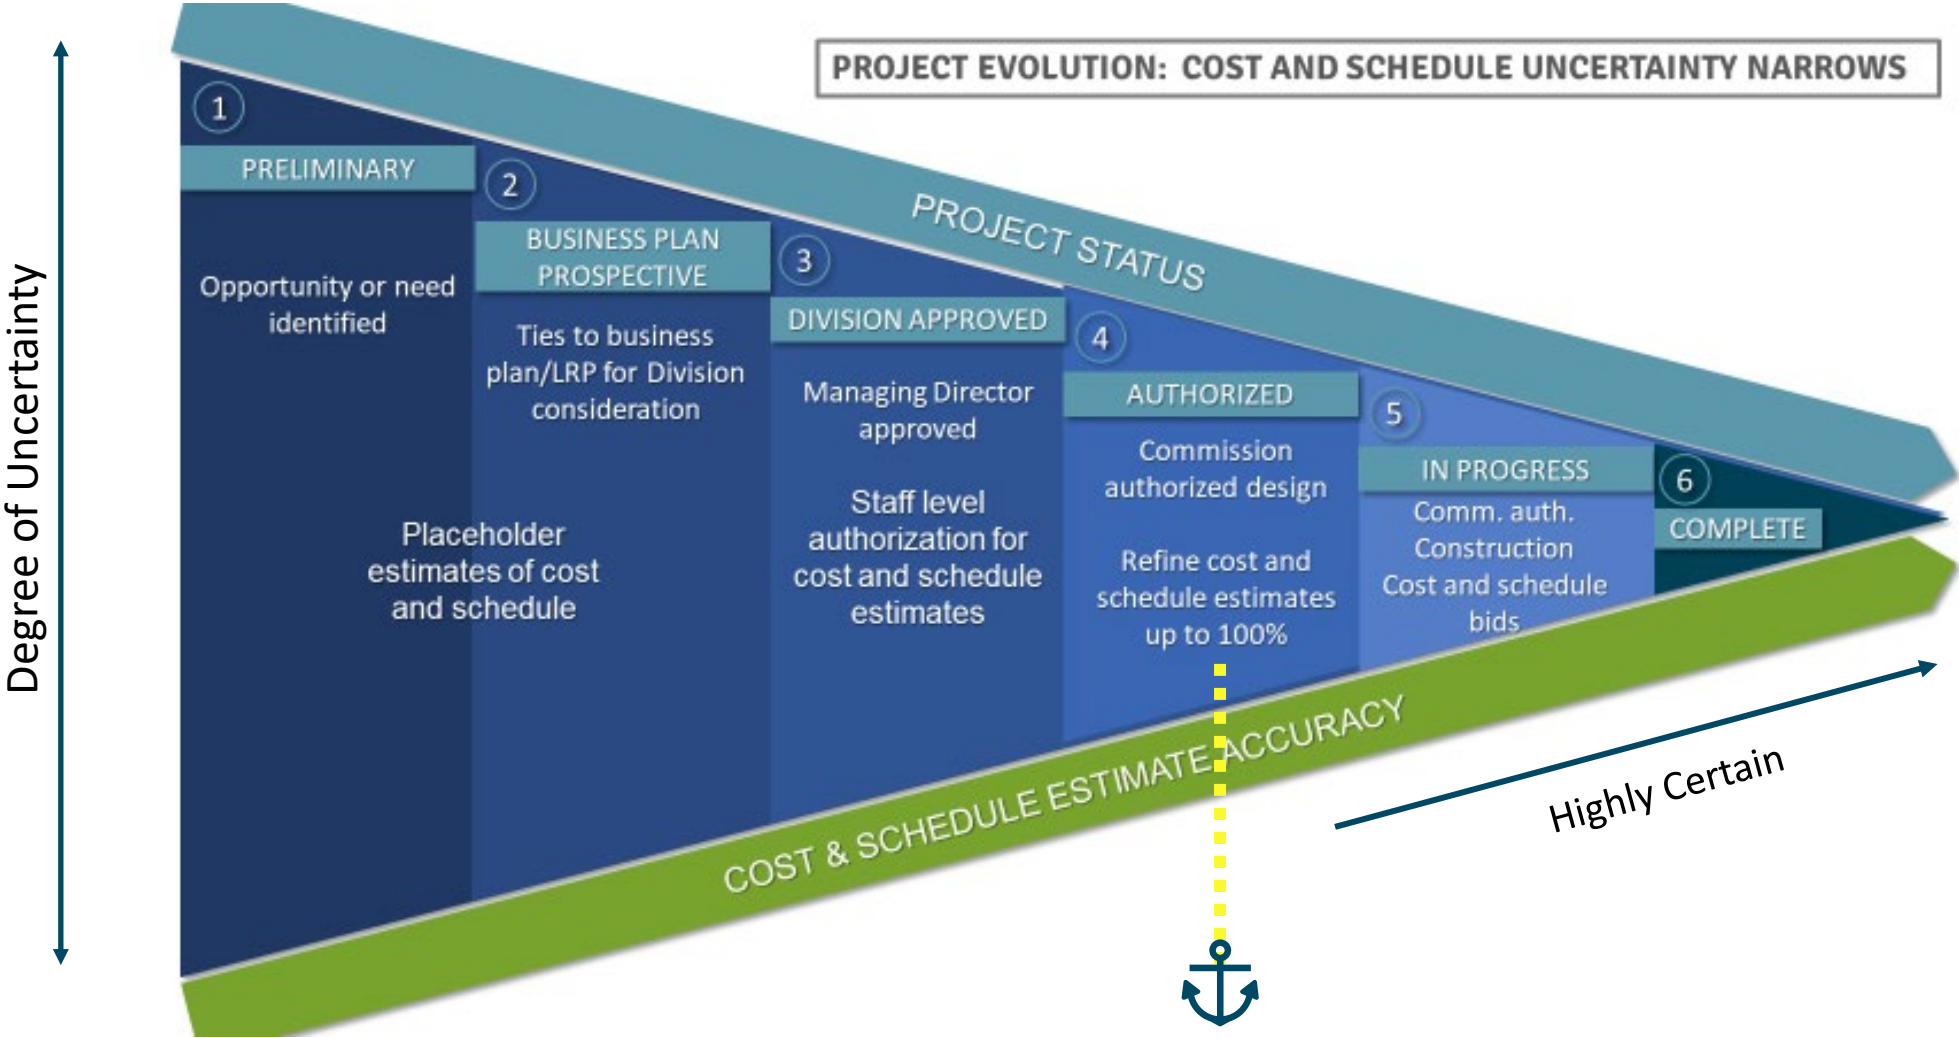 PROJECT EVOLUTION: COST AND SCHEDULE UNCERTAINTY NARROWS
Degree of Uncertainty
PROJECT STATUS
1
PRELIMINARY
Opportunity or need
identified
2
BUSINESS PLAN
PROSPECTIVE
Ties to business
plan/LRP for Division
consideration
Placeholder
estimates of cost
and schedule
3
DIVISION APPROVED
Managing Director
approved
Staff level
authorization for
cost and schedule
estimates
4
AUTHORIZED
Commission
authorized design
Refine cost and
schedule estimates
up to 100%
5
IN PROGRESS
Comm. auth.
Construction
Cost and schedule
bids
6
COMPLETE
COST & SCHEDULE ESTIMATE ACCURACY
Highly Certain